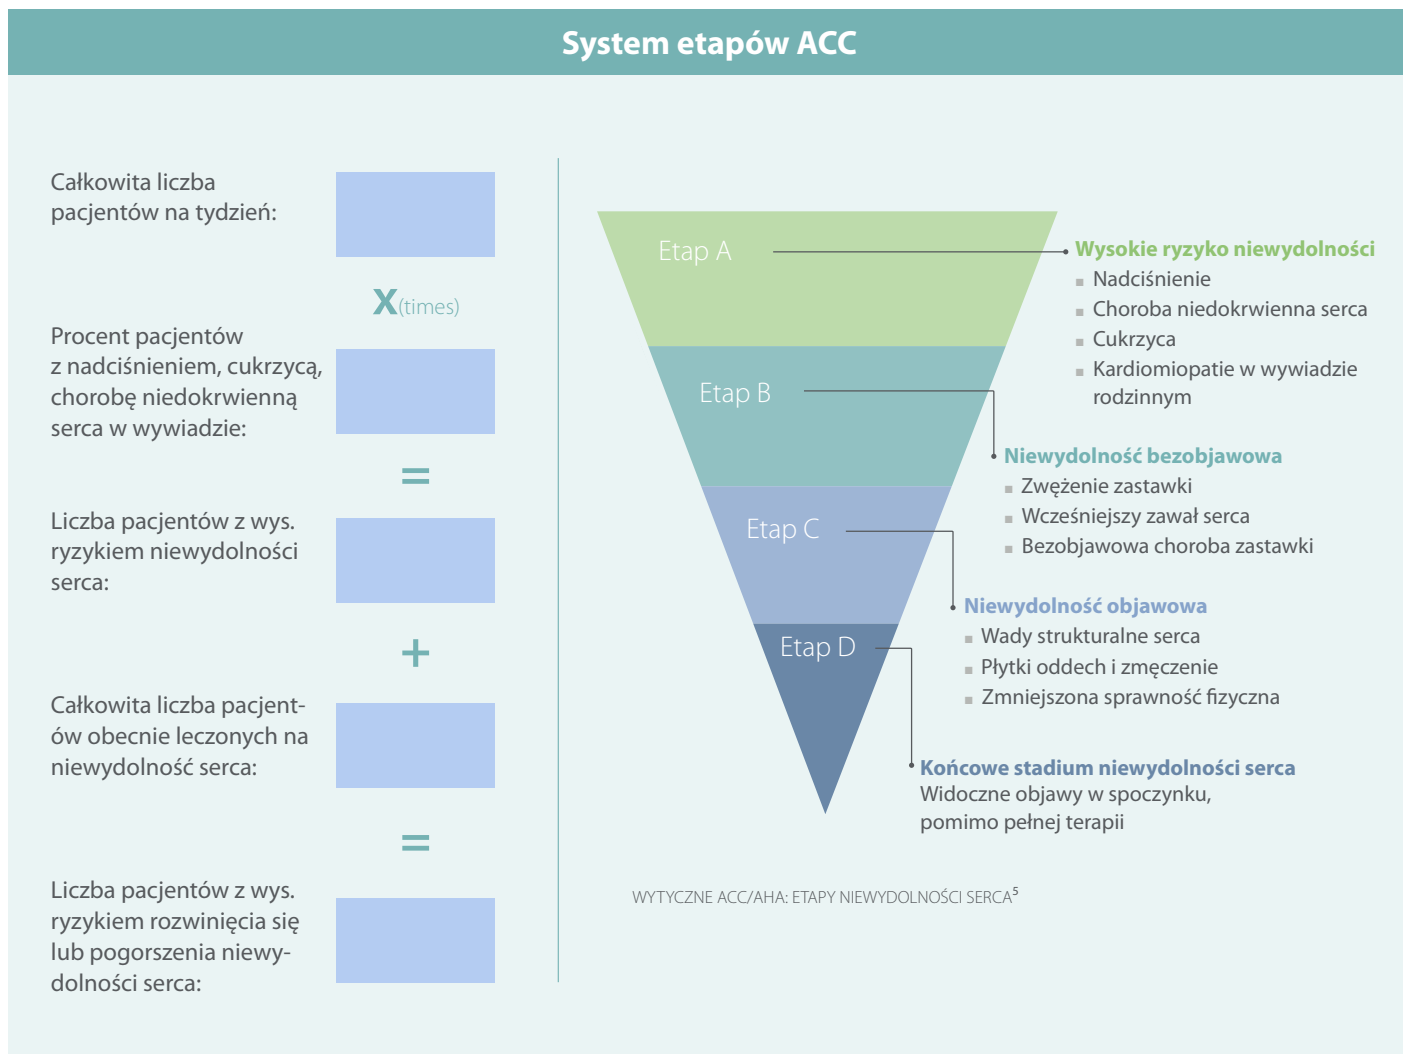 System etapów ACC
Całkowita liczba
pacjentów na tydzień:
X(times)
Procent pacjentów
z nadciśnieniem, cukrzycą,
chorobę niedokrwienną
serca w wywiadzie:
=
Liczba pacjentów z wys.
ryzykiem niewydolności
serca:
+
Całkowita liczba pacjent-
ów obecnie leczonych na
niewydolność serca:
=
Liczba pacjentów z wys.
ryzykiem rozwinięcia się
lub pogorszenia niewy-
dolności serca:
Etap A
Wysokie ryzyko niewydolności
Nadciśnienie
Choroba niedokrwienna serca
Cukrzyca
Kardiomiopatie w wywiadzie
rodzinnym
Etap B
Niewydolność bezobjawowa
Zwężenie zastawki
Wcześniejszy zawał serca
Bezobjawowa choroba zastawki
Etap C
Niewydolność objawowa
Wady strukturalne serca
Płytki oddech i zmęczenie
Zmniejszona sprawność fizyczna
Etap D
Końcowe stadium niewydolności serca
Widoczne objawy w spoczynku,
pomimo pełnej terapii
WYTYCZNE ACC/AHA: ETAPY NIEWYDOLNOŚCI SERCA⁵